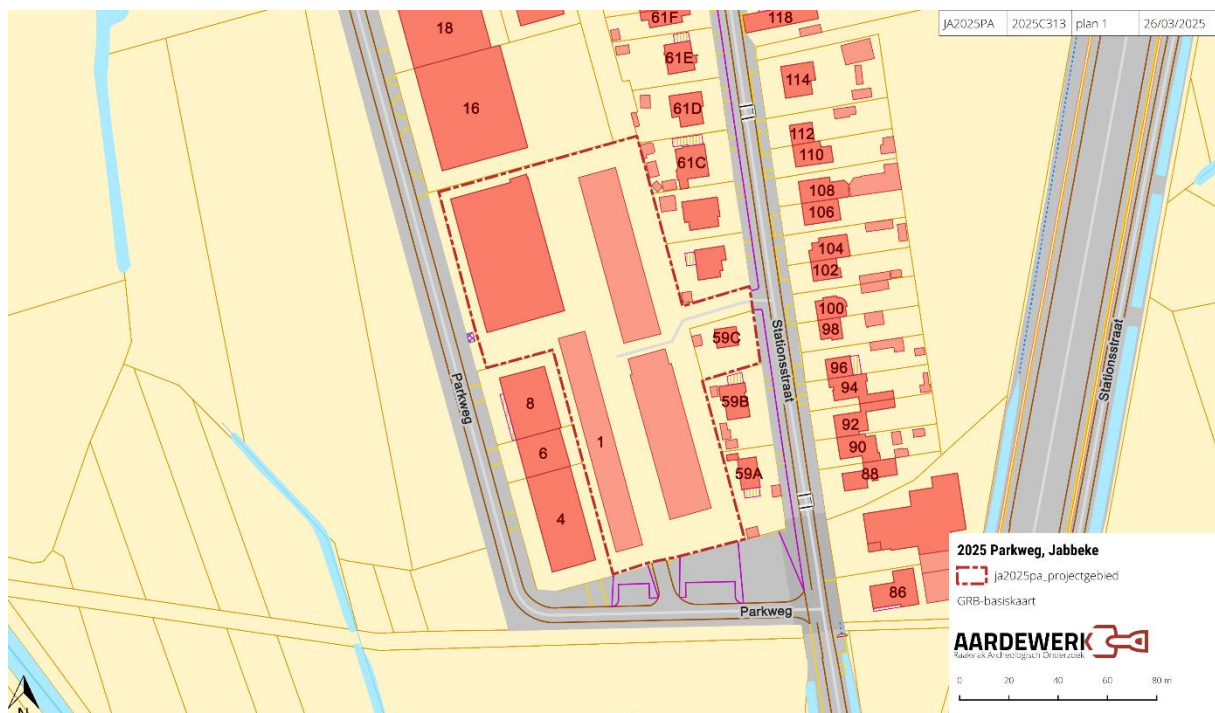 JA2025PA 2025C313 plan 1 26/03/2025
18
61F
118
61E
16
61D
114
112
110
61C
108
106
104
102
100
98
59C
Stationsstraat
Stationsstraat
Parkweg
96
94
8
59B
92
1
90
6
59A
88
4
86
Parkweg
2025 Parkweg, Jabbeke
ja2025pa_projectgebied
GRB-basiskaart
AARDEWERK
Raakvlak Archeologisch Onderzoek
0 20 40 60 80 m
N